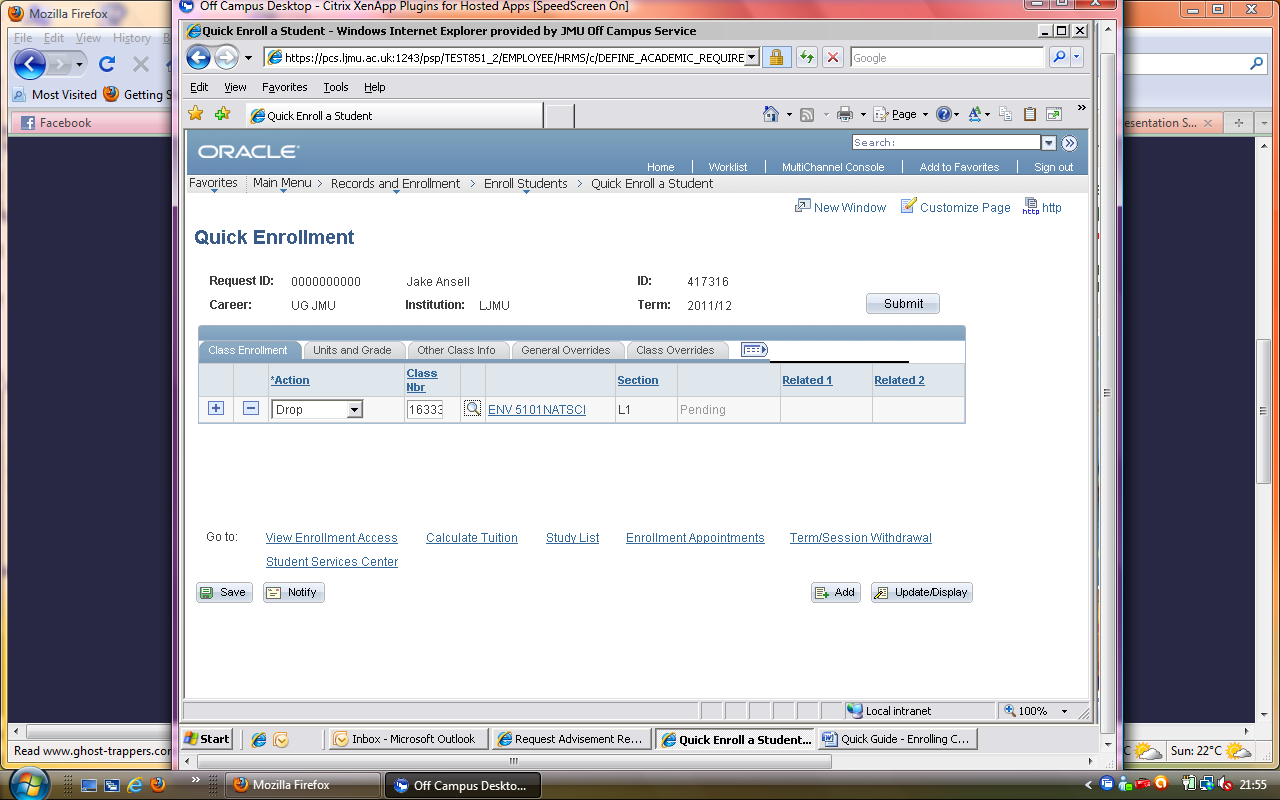 Mozilla Firefox
Off Campus Desktop - Citrix XenApp Plugins for Hosted Apps [SpeedScreen On]
Quick Enroll a Student - Windows Internet Explorer provided by JMU Off Campus Service
File Edit View History
https://pcs.ljmu.ac.uk:1243/psp/TEST851_2/EMPLOYEE/HRMS/c/DEFINE_ACADEMIC_REQUIRE
Google
Most Visited Getting S
Edit View Favorites Tools Help
Facebook
Quick Enroll a Student
Page
esentation S...
ORACLE
Search:
Home Worklist MultiChannel Console Add to Favorites Sign out
Favorites Main Menu > Records and Enrollment > Enroll Students > Quick Enroll a Student
New Window Customize Page http
Quick Enrollment
Request ID: 0000000000 Jake Ansell ID: 417316
Career: UG JMU Institution: LJMU Term: 2011/12
Submit
Class Enrollment Units and Grade Other Class Info General Overrides Class Overrides
*Action Class Nbr Section Related 1 Related 2
Drop 16333 ENV 5101NATSCI L1 Pending
Go to: View Enrollment Access Calculate Tuition Study List Enrollment Appointments Term/Session Withdrawal
Student Services Center
Save Notify Add Update/Display
Local intranet 100%
Start Inbox - Microsoft Outlook Request Advisement Re... Quick Enroll a Student... Quick Guide - Enrolling C...
Read www.ghost-trappers.com
C Sun: 22°C
Mozilla Firefox Off Campus Deskto... 21:55